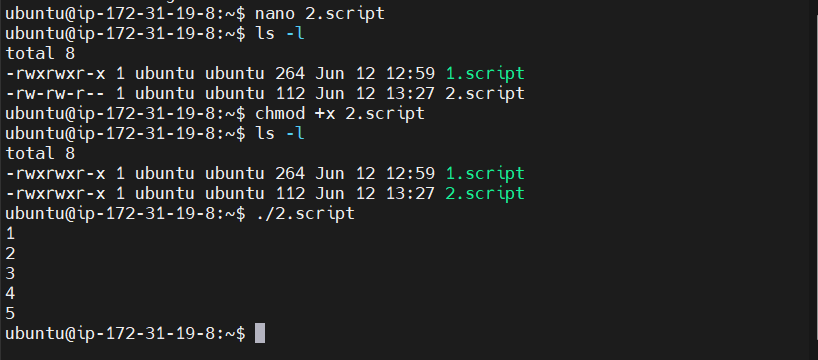 ubuntu@ip-172-31-19-8:~$ nano 2.script
ubuntu@ip-172-31-19-8:~$ ls -l
total 8
-rwxrwxr-x 1 ubuntu ubuntu 264 Jun 12 12:59 1.script
-rw-rw-r-- 1 ubuntu ubuntu 112 Jun 12 13:27 2.script
ubuntu@ip-172-31-19-8:~$ chmod +x 2.script
ubuntu@ip-172-31-19-8:~$ ls -l
total 8
-rwxrwxr-x 1 ubuntu ubuntu 264 Jun 12 12:59 1.script
-rwxrwxr-x 1 ubuntu ubuntu 112 Jun 12 13:27 2.script
ubuntu@ip-172-31-19-8:~$ ./2.script
1
2
3
4
5
ubuntu@ip-172-31-19-8:~$